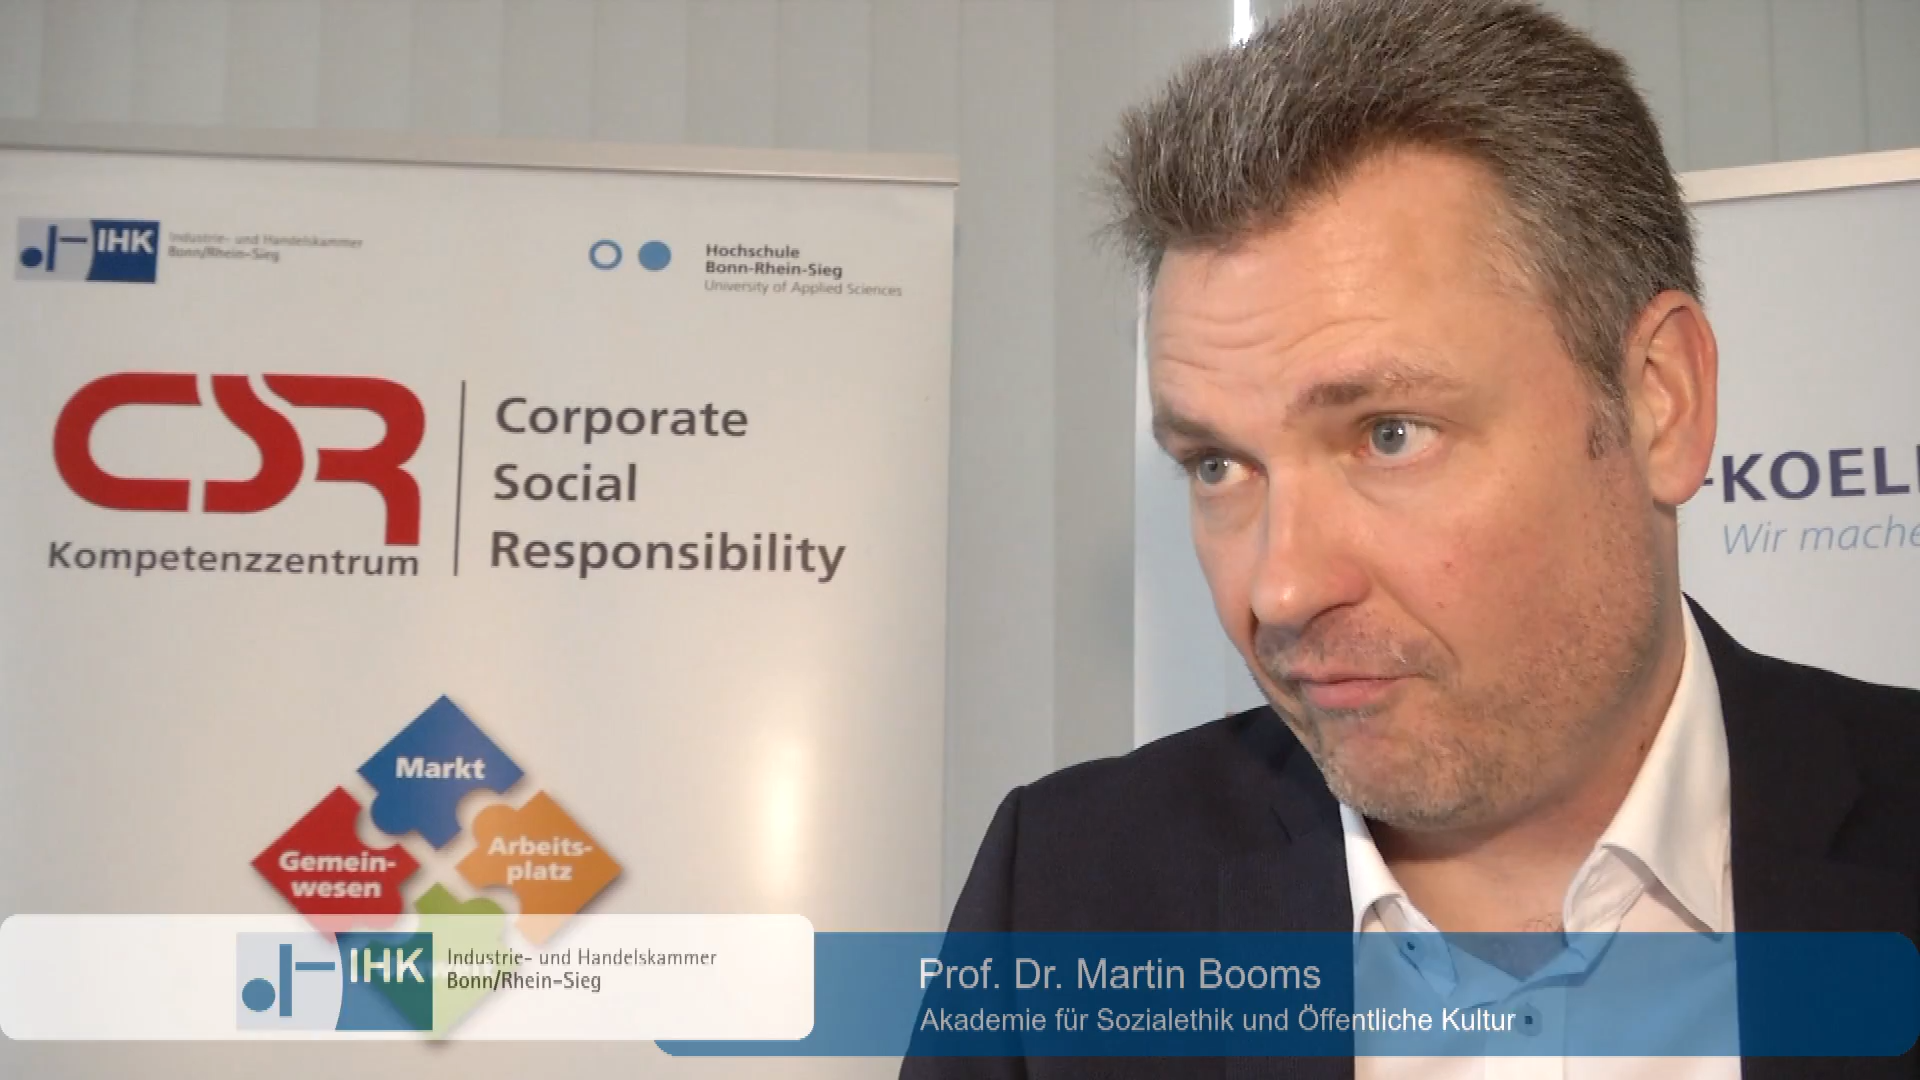 IHK
Industrie- und Handelskammer
Bonn/Rhein-Sieg
Hochschule
Bonn-Rhein-Sieg
University of Applied Sciences
CSR
Kompetenzzentrum
Corporate
Social
Responsibility
-KOEL
Wir mache
Markt
Arbeits-
platz
Gemein-
wesen
IHK
Industrie- und Handelskammer
Bonn/Rhein-Sieg
Prof. Dr. Martin Booms
Akademie für Sozialethik und Öffentliche Kultur